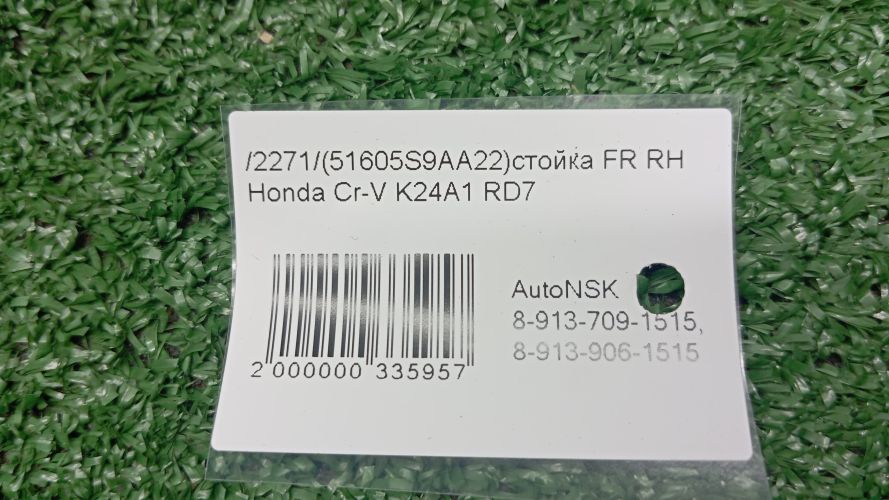 /2271/(51605S9AA22)стойка FR RH
Honda Cr-V K24A1 RD7
AutoNSK
8-913-709-1515,
8-913-906-1515
2 000000 335957